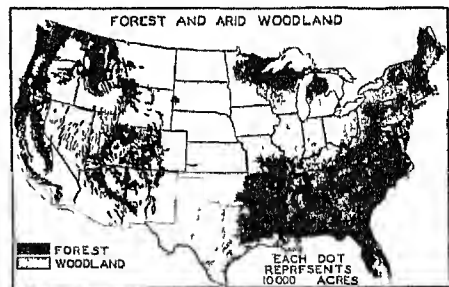 FOREST AND ARID WOODLAND
FOREST
WOODLAND
EACH DOT
REPRESENTS
10000 ACRES